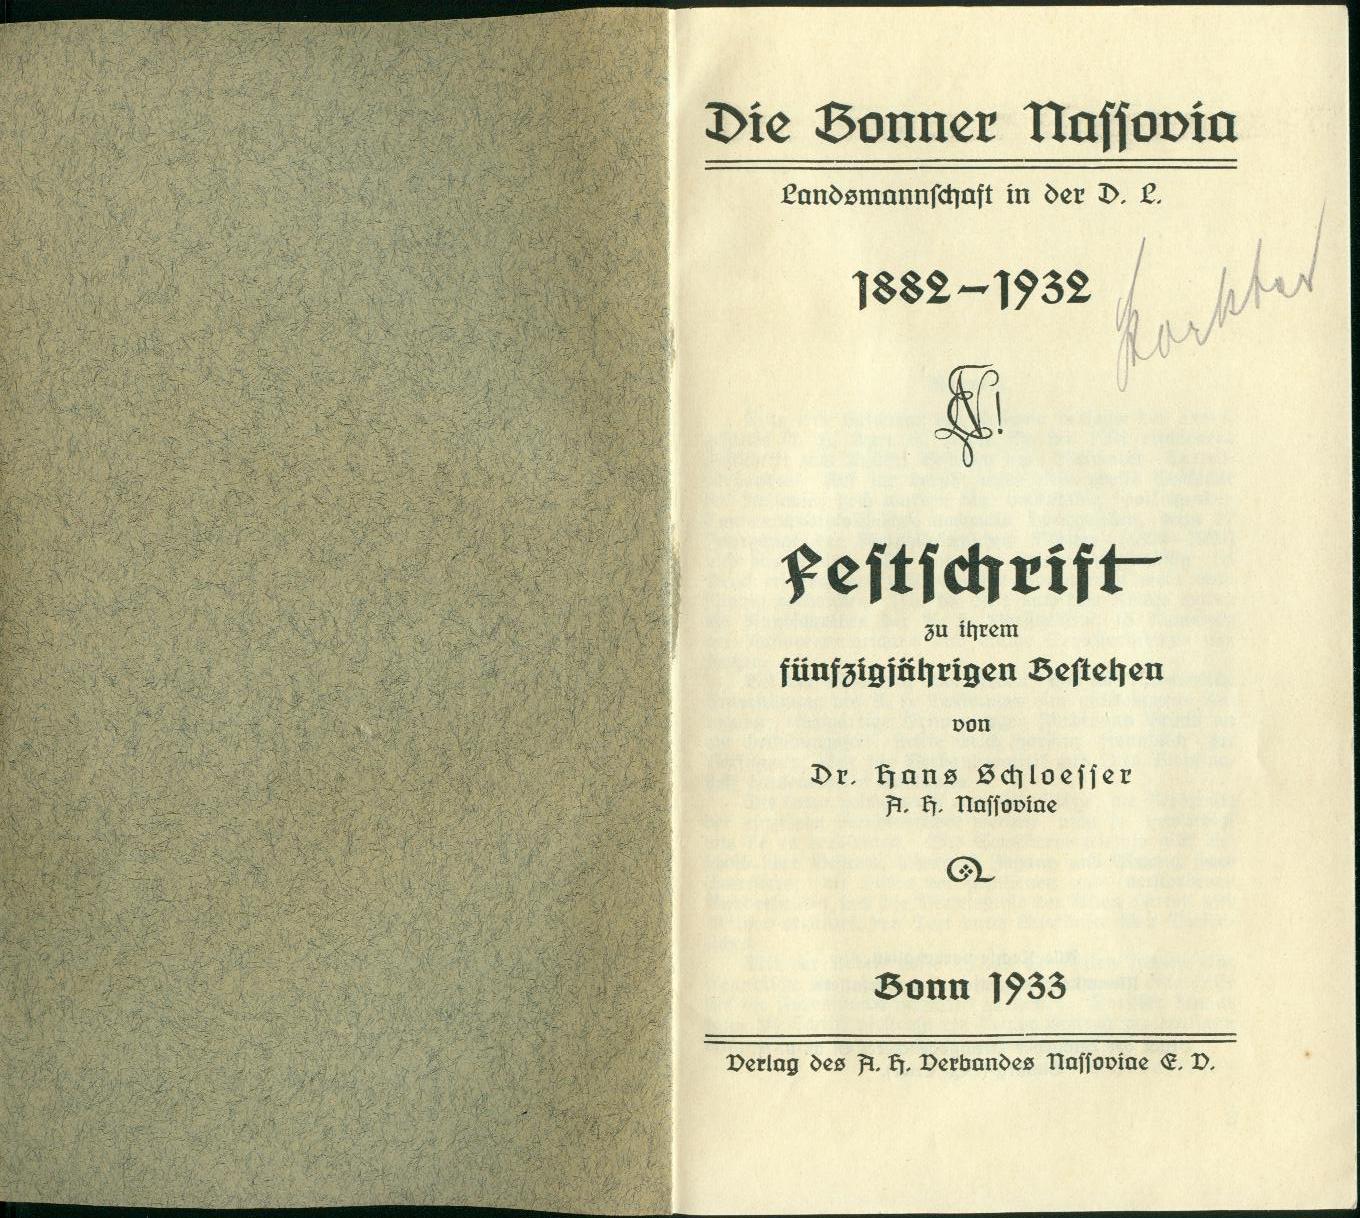 Die Bonner Nassovia
Landsmannschaft in der D. L.
1882–1932
N!
Festschrift
zu ihrem
fünfzigjährigen Bestehen
von
Dr. Hans Schloesser
A. H. Nassoviae
Bonn 1933
Verlag des A. H. Verbandes Nassoviae E. V.